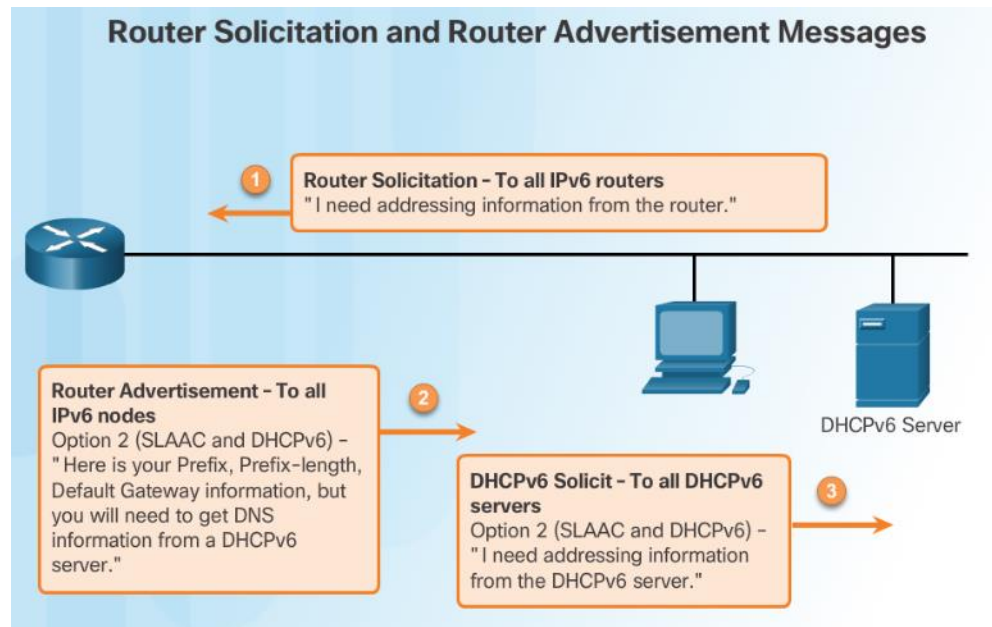 Router Solicitation and Router Advertisement Messages
1
Router Solicitation – To all IPv6 routers
"I need addressing information from the router."
Router Advertisement – To all
IPv6 nodes
Option 2 (SLAAC and DHCPv6) –
"Here is your Prefix, Prefix-length,
Default Gateway information, but
you will need to get DNS
information from a DHCPv6
server."
2
DHCPv6 Server
DHCPv6 Solicit – To all DHCPv6
servers
Option 2 (SLAAC and DHCPv6) –
"I need addressing information
from the DHCPv6 server."
3